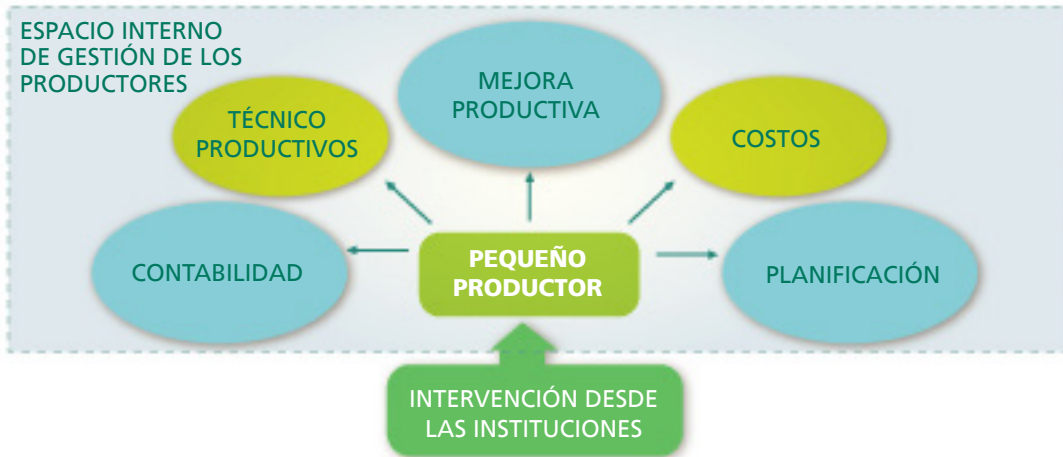 ESPACIO INTERNO
DE GESTIÓN DE LOS
PRODUCTORES
MEJORA
PRODUCTIVA
TÉCNICO
PRODUCTIVOS
COSTOS
CONTABILIDAD
PEQUEÑO
PRODUCTOR
PLANIFICACIÓN
INTERVENCIÓN DESDE
LAS INSTITUCIONES